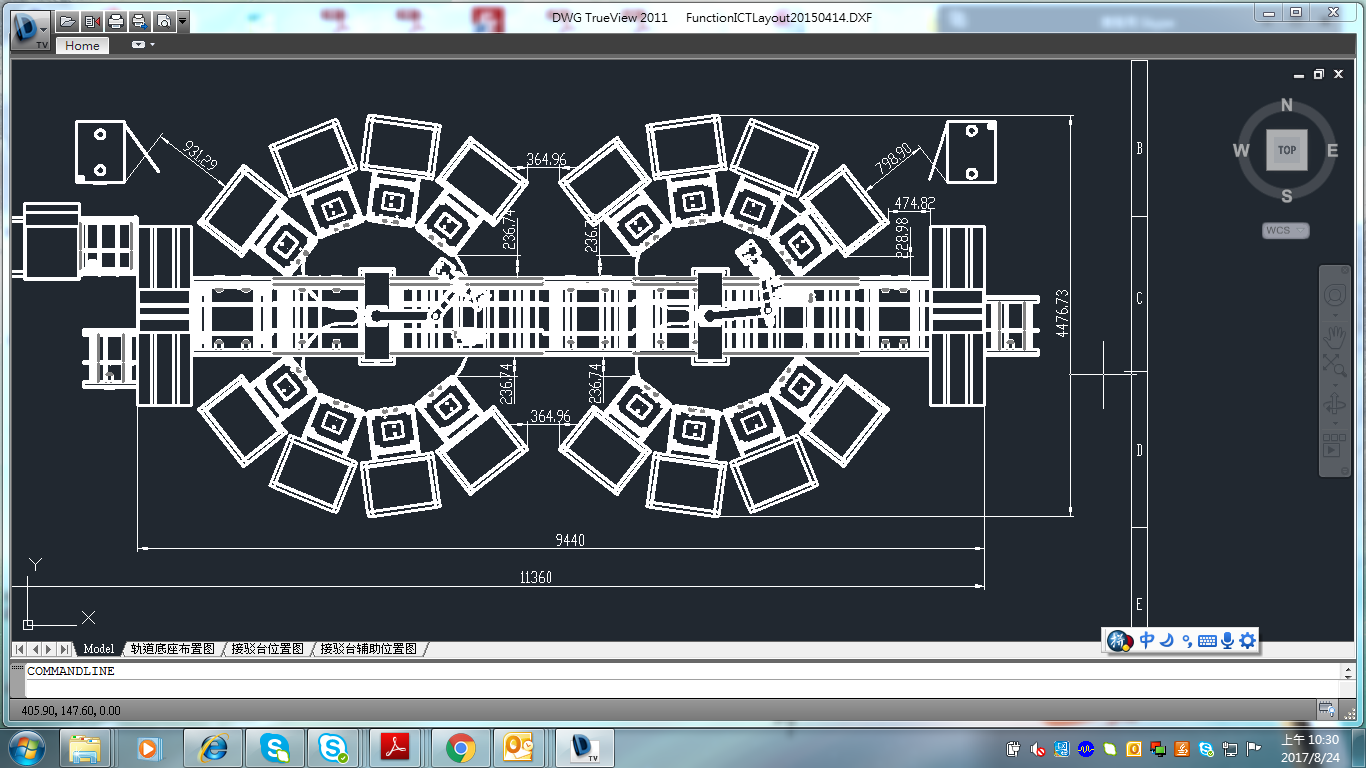 DWG TrueView 2011 FunctionICTLayout20150414.DXF
TV
Home
N
W TOP E
S
WCS
B
C
D
E
931.29
364.96
798.90
474.82
236.74
228.98
4476.73
236.74
236.74
364.96
9440
11360
Y
X
Model 轨道底座布置图 接驳台位置图 接驳台辅助位置图
拼 中
COMMANDLINE
405.90, 147.60, 0.00
TV
上午 10:30
2017/8/24